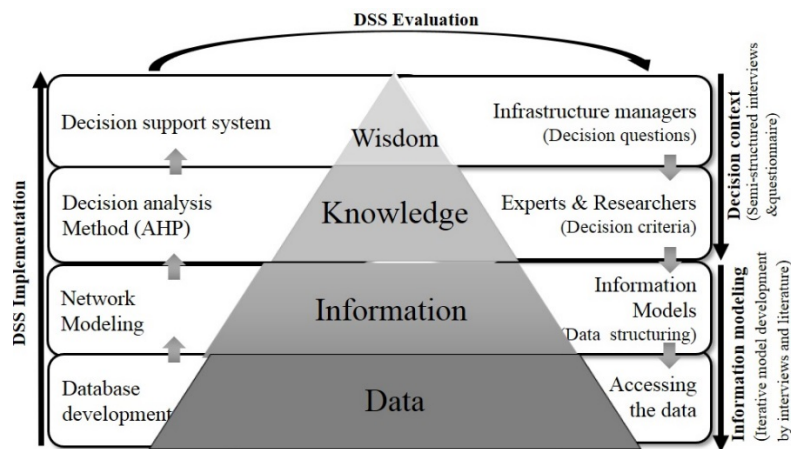 DSS Evaluation
DSS Implementation
Decision support system
Decision analysis
Method (AHP)
Network
Modeling
Database
development
Wisdom
Knowledge
Information
Data
Infrastructure managers
(Decision questions)
Experts & Researchers
(Decision criteria)
Information
Models
(Data structuring)
Accessing
the data
Decision context
(Semi-structured interviews
&questionnaire)
Information modeling
(Iterative model development
by interviews and literature)